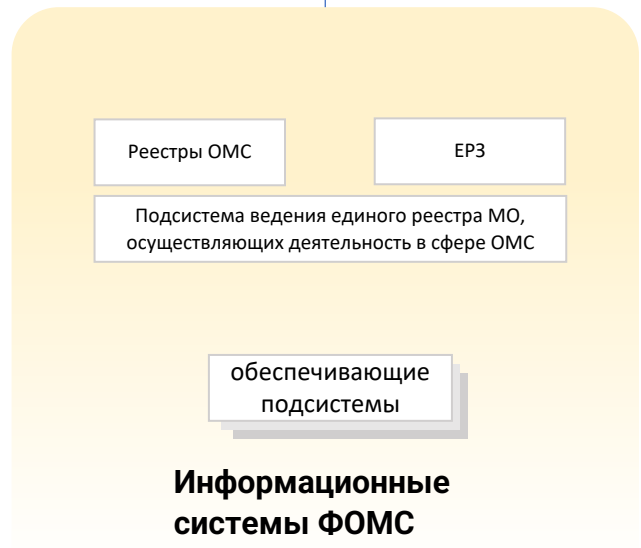 Реестры ОМС
ЕРЗ
Подсистема ведения единого реестра МО,
осуществляющих деятельность в сфере ОМС
обеспечивающие
подсистемы
Информационные
системы ФОМС